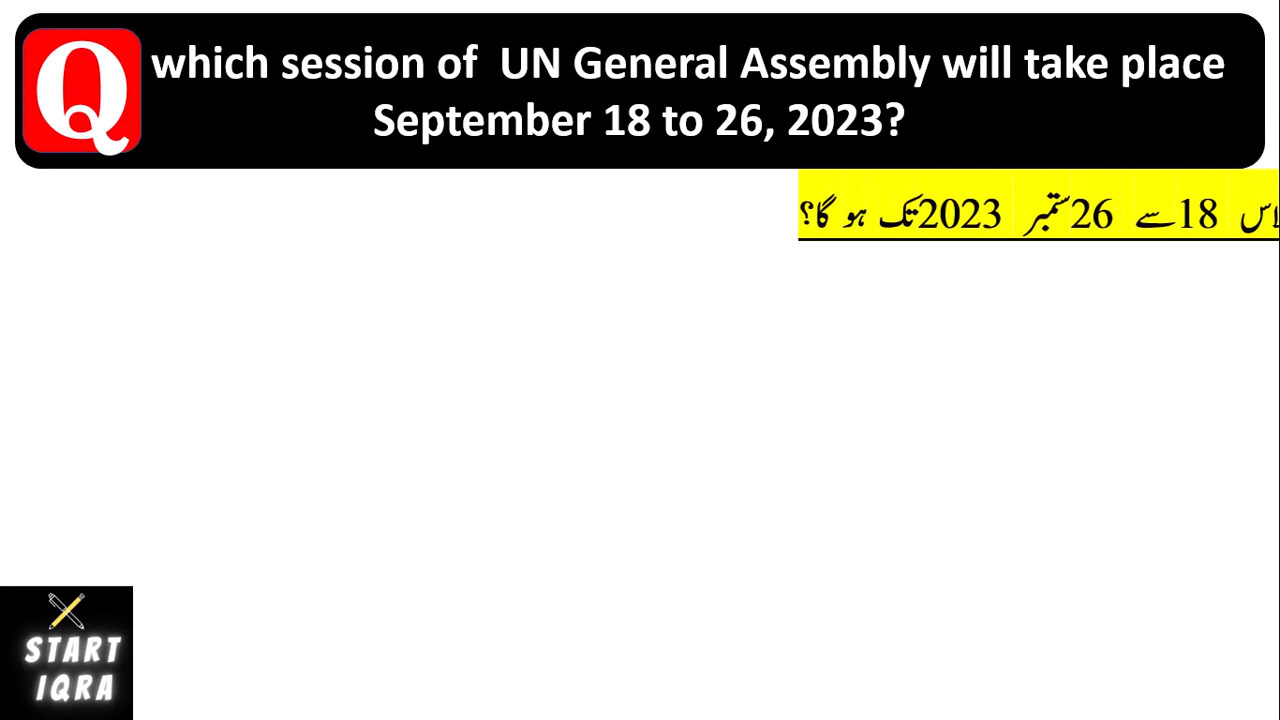 Q which session of UN General Assembly will take place
September 18 to 26, 2023?
18 سے 26 ستمبر 2023 تک ہو گا؟
START
IQRA